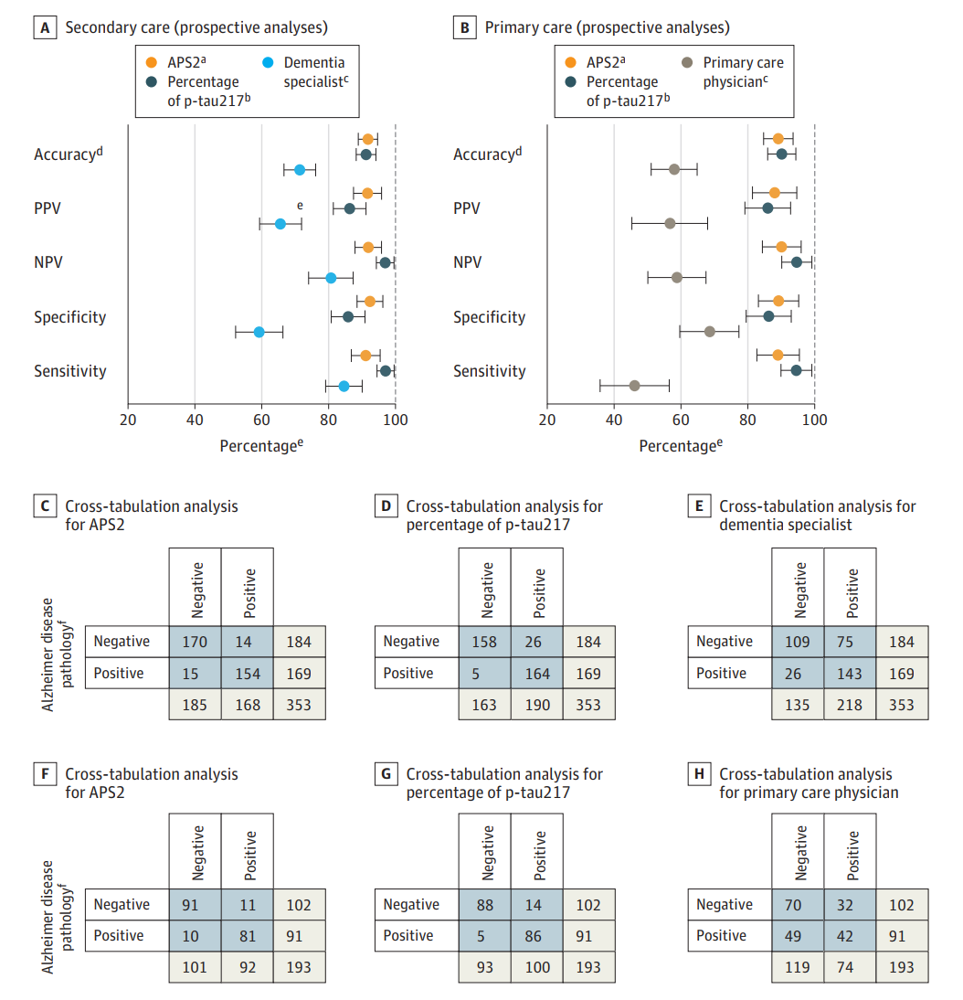 A Secondary care (prospective analyses)
APS2a
Percentage
of p-tau217b
Dementia
specialistc
Accuracyd
PPV
e
NPV
Specificity
Sensitivity
20 40 60 80 100
Percentagee
B Primary care (prospective analyses)
APS2a
Percentage
of p-tau217b
Primary care
physicianc
Accuracyd
PPV
NPV
Specificity
Sensitivity
20 40 60 80 100
Percentagee
C Cross-tabulation analysis
for APS2
Negative Positive
Alzheimer disease
pathologyf
Negative 170 14 184
Positive 15 154 169
185 168 353
D Cross-tabulation analysis for
percentage of p-tau217
Negative Positive
Negative 158 26 184
Positive 5 164 169
163 190 353
E Cross-tabulation analysis for
dementia specialist
Negative Positive
Negative 109 75 184
Positive 26 143 169
135 218 353
F Cross-tabulation analysis
for APS2
Negative Positive
Alzheimer disease
pathologyf
Negative 91 11 102
Positive 10 81 91
101 92 193
G Cross-tabulation analysis for
percentage of p-tau217
Negative Positive
Negative 88 14 102
Positive 5 86 91
93 100 193
H Cross-tabulation analysis
for primary care physician
Negative Positive
Negative 70 32 102
Positive 49 42 91
119 74 193